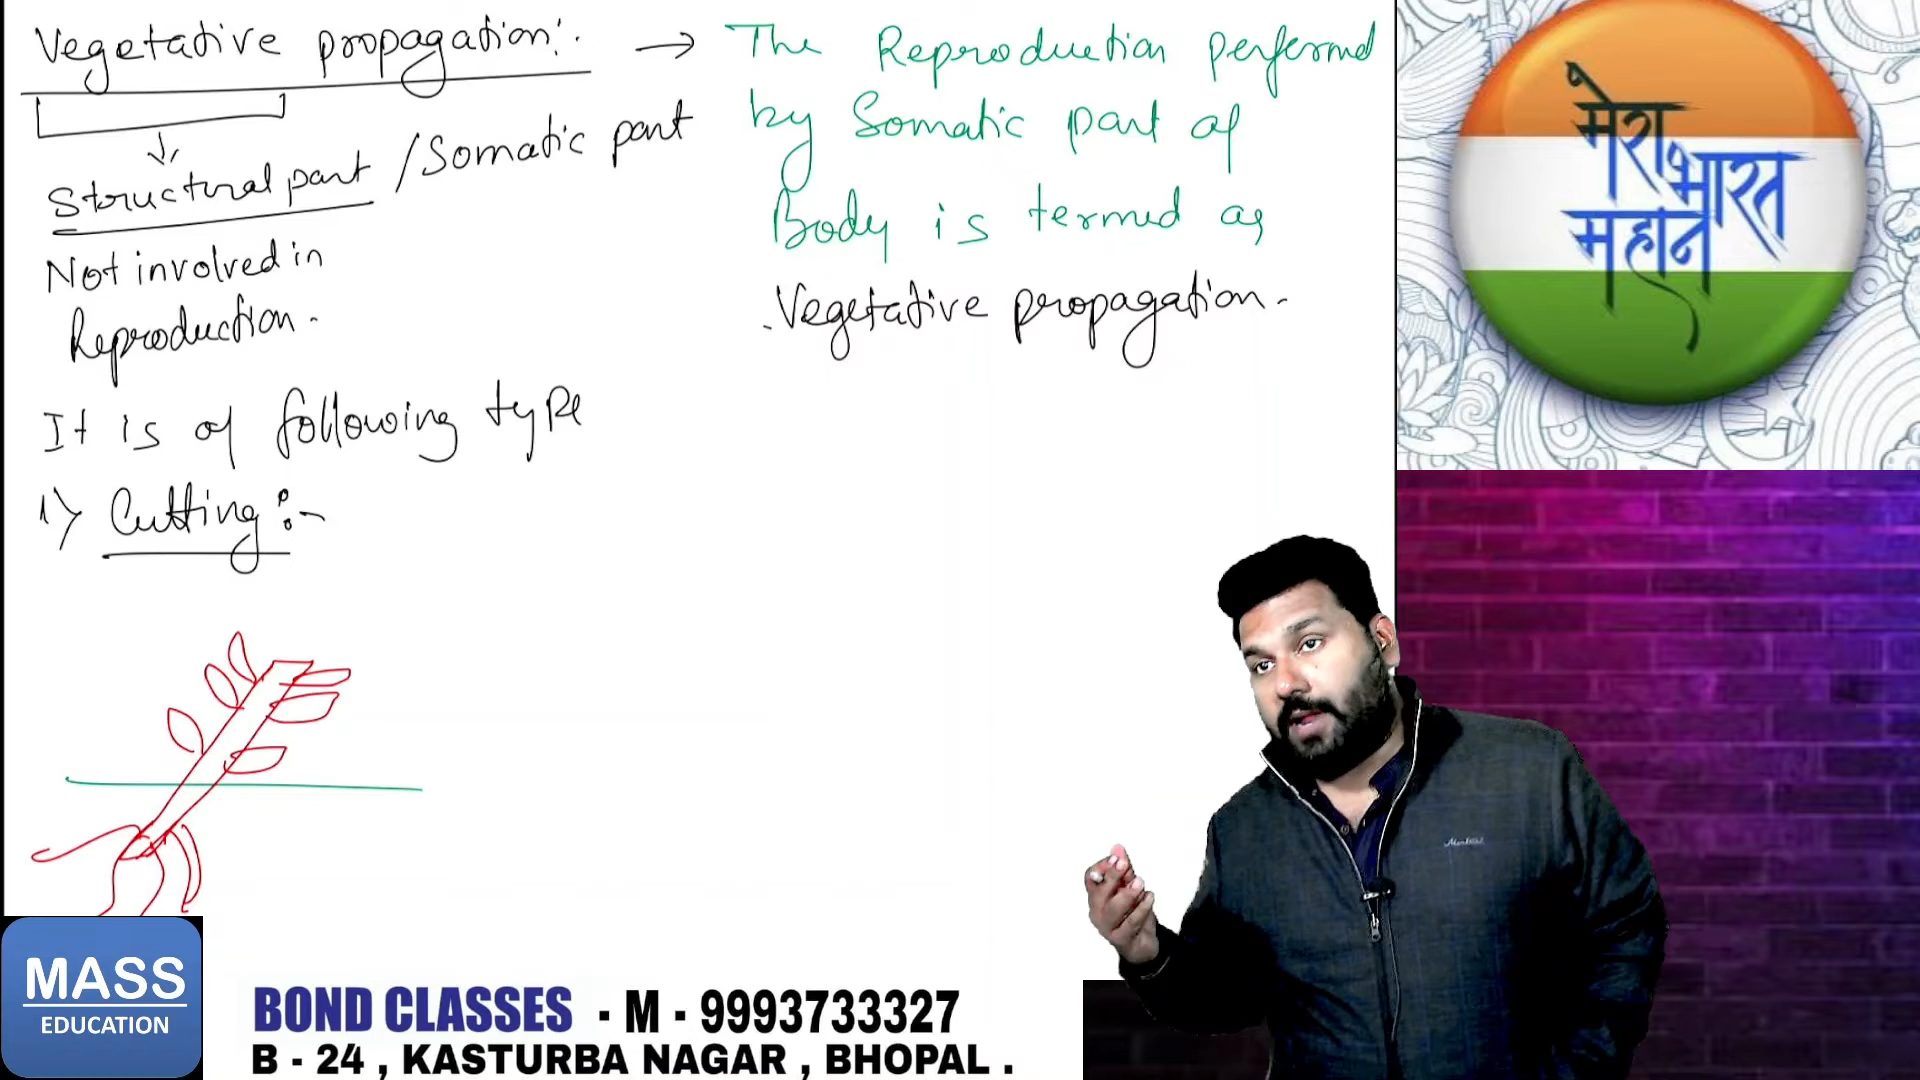 Vegetative propagation:.
→ The Reproduction performed
by Somatic part of
Body is termed as
Vegetative propagation.
Structural part / Somatic part
Not involved in
Reproduction.
It is of following type
1) Cutting :-
मेरा
भारत
महान
MASS
EDUCATION
BOND CLASSES - M - 9993733327
B - 24 , KASTURBA NAGAR , BHOPAL .